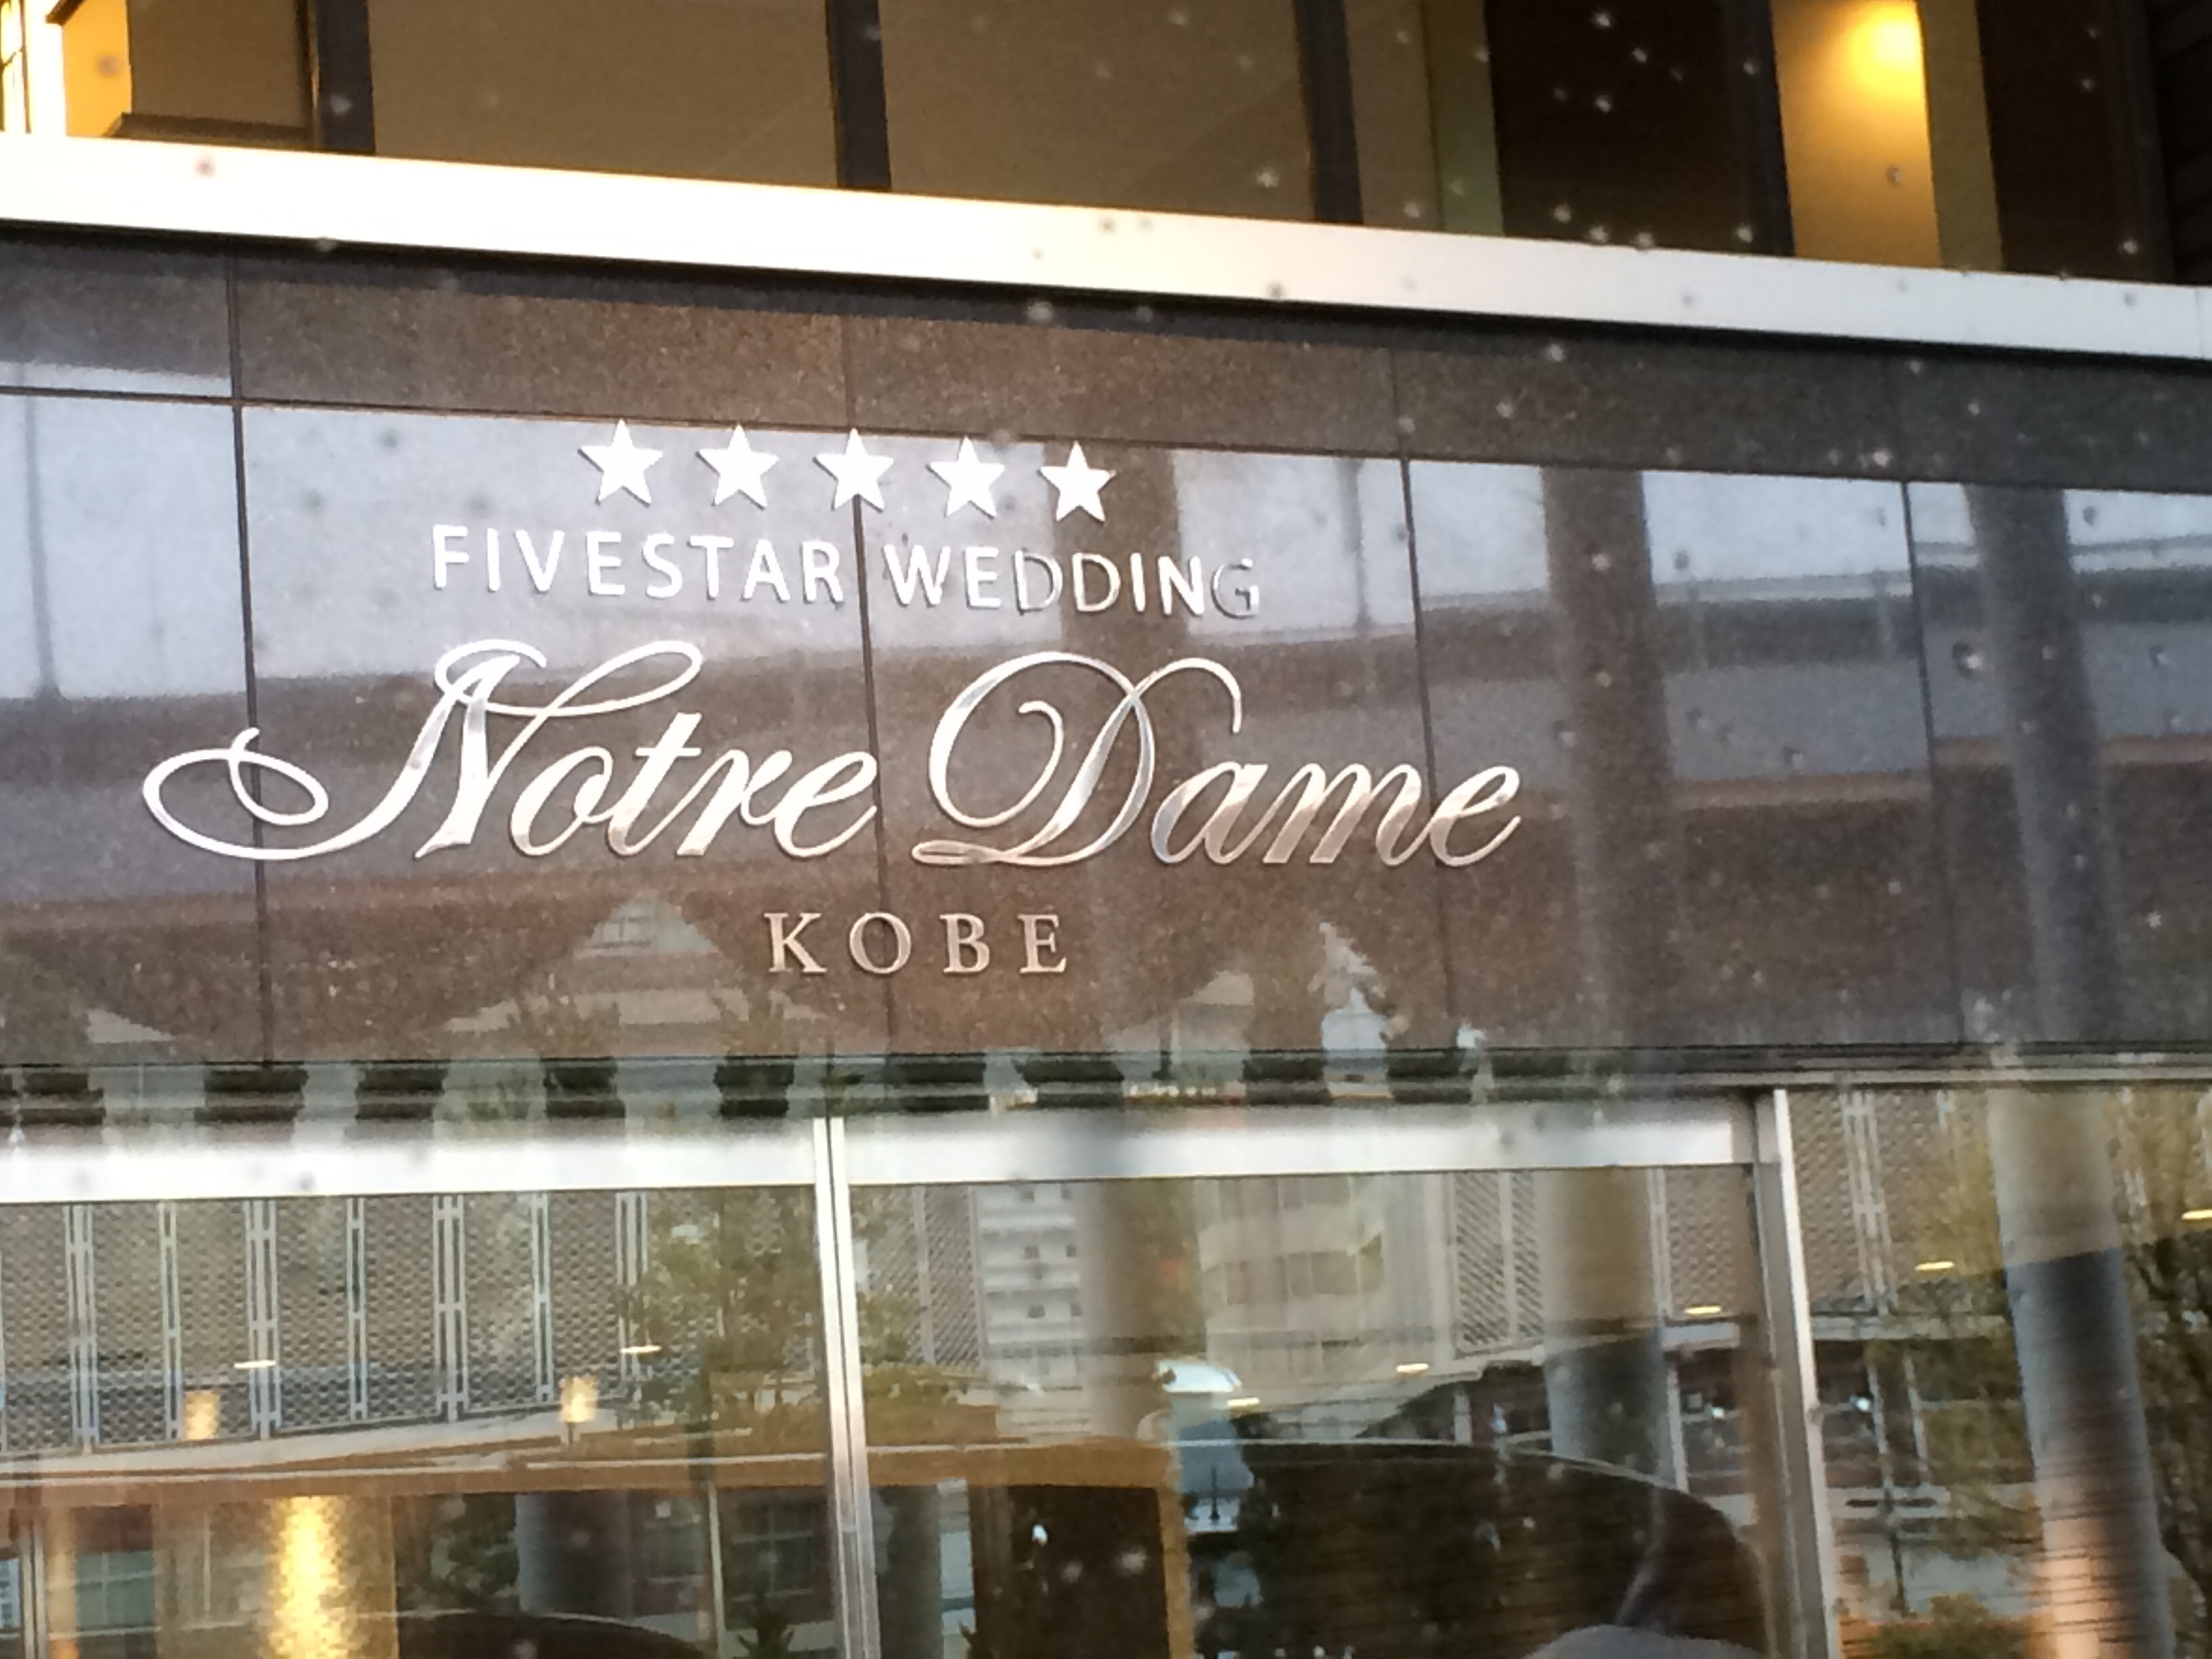 ★★★★★
FIVESTAR WEDDING
Notre Dame
KOBE